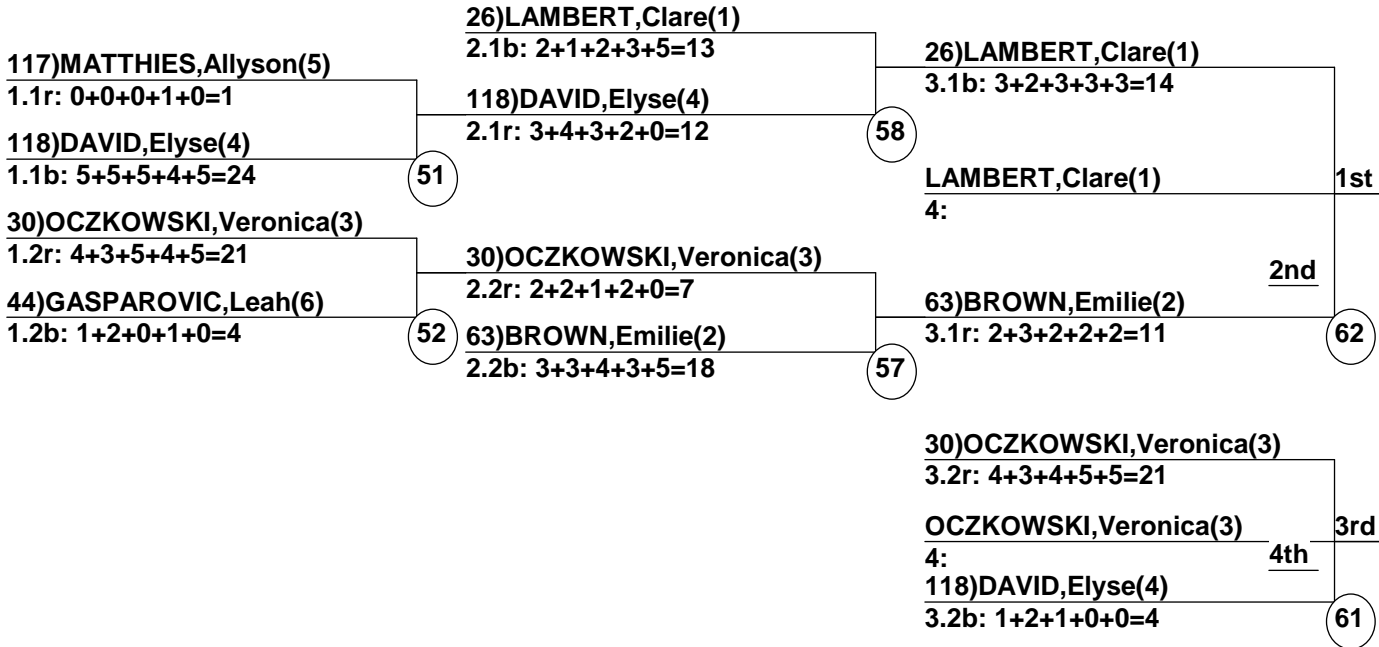 117)MATTHIES,Allyson(5)
1.1r: 0+0+0+1+0=1
118)DAVID,Elyse(4)
1.1b: 5+5+5+4+5=24
51
30)OCZKOWSKI,Veronica(3)
1.2r: 4+3+5+4+5=21
44)GASPAROVIC,Leah(6)
1.2b: 1+2+0+1+0=4
52
26)LAMBERT,Clare(1)
2.1b: 2+1+2+3+5=13
118)DAVID,Elyse(4)
2.1r: 3+4+3+2+0=12
58
30)OCZKOWSKI,Veronica(3)
2.2r: 2+2+1+2+0=7
63)BROWN,Emilie(2)
2.2b: 3+3+4+3+5=18
57
26)LAMBERT,Clare(1)
3.1b: 3+2+3+3+3=14
LAMBERT,Clare(1) 1st
4:
2nd
63)BROWN,Emilie(2)
3.1r: 2+3+2+2+2=11
62
30)OCZKOWSKI,Veronica(3)
3.2r: 4+3+4+5+5=21
OCZKOWSKI,Veronica(3) 3rd
4: 4th
118)DAVID,Elyse(4)
3.2b: 1+2+1+0+0=4
61